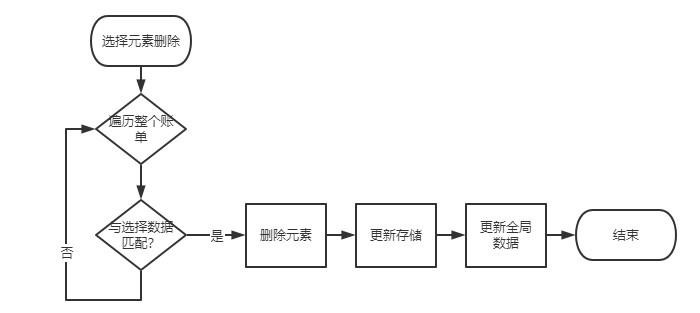 选择元素删除
遍历整个账
单
与选择数据
匹配?
是
删除元素
更新存储
更新全局
数据
结束
否